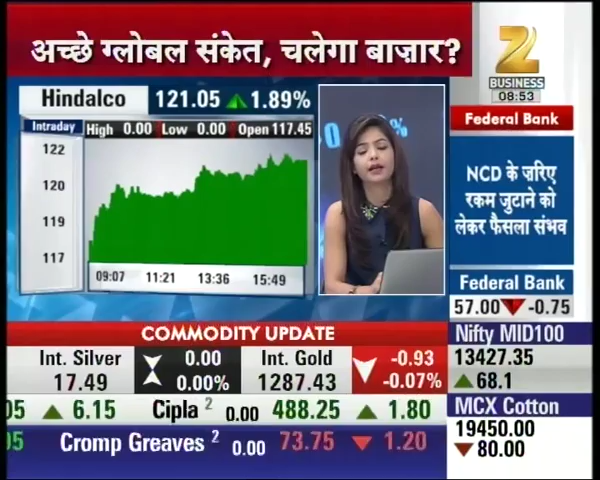 अच्छे ग्लोबल संकेत, चलेगा बाज़ार?
Z
BUSINESS
08:53
Hindalco 121.05 1.89%
Intraday High 0.00 Low 0.00 Open 117.45
122
120
119
117
09:07 11:21 13:36 15:49
%
Federal Bank
NCD के ज़रिए
रकम जुटाने को
लेकर फैसला संभव
Federal Bank
57.00 -0.75
COMMODITY UPDATE
Int. Silver 0.00 Int. Gold -0.93
17.49 0.00% 1287.43 -0.07%
Nifty MID100
13427.35
68.1
MCX Cotton
19450.00
80.00
05 6.15 Cipla 2 0.00 488.25 1.80
05 Cromp Greaves 2 0.00 73.75 1.20